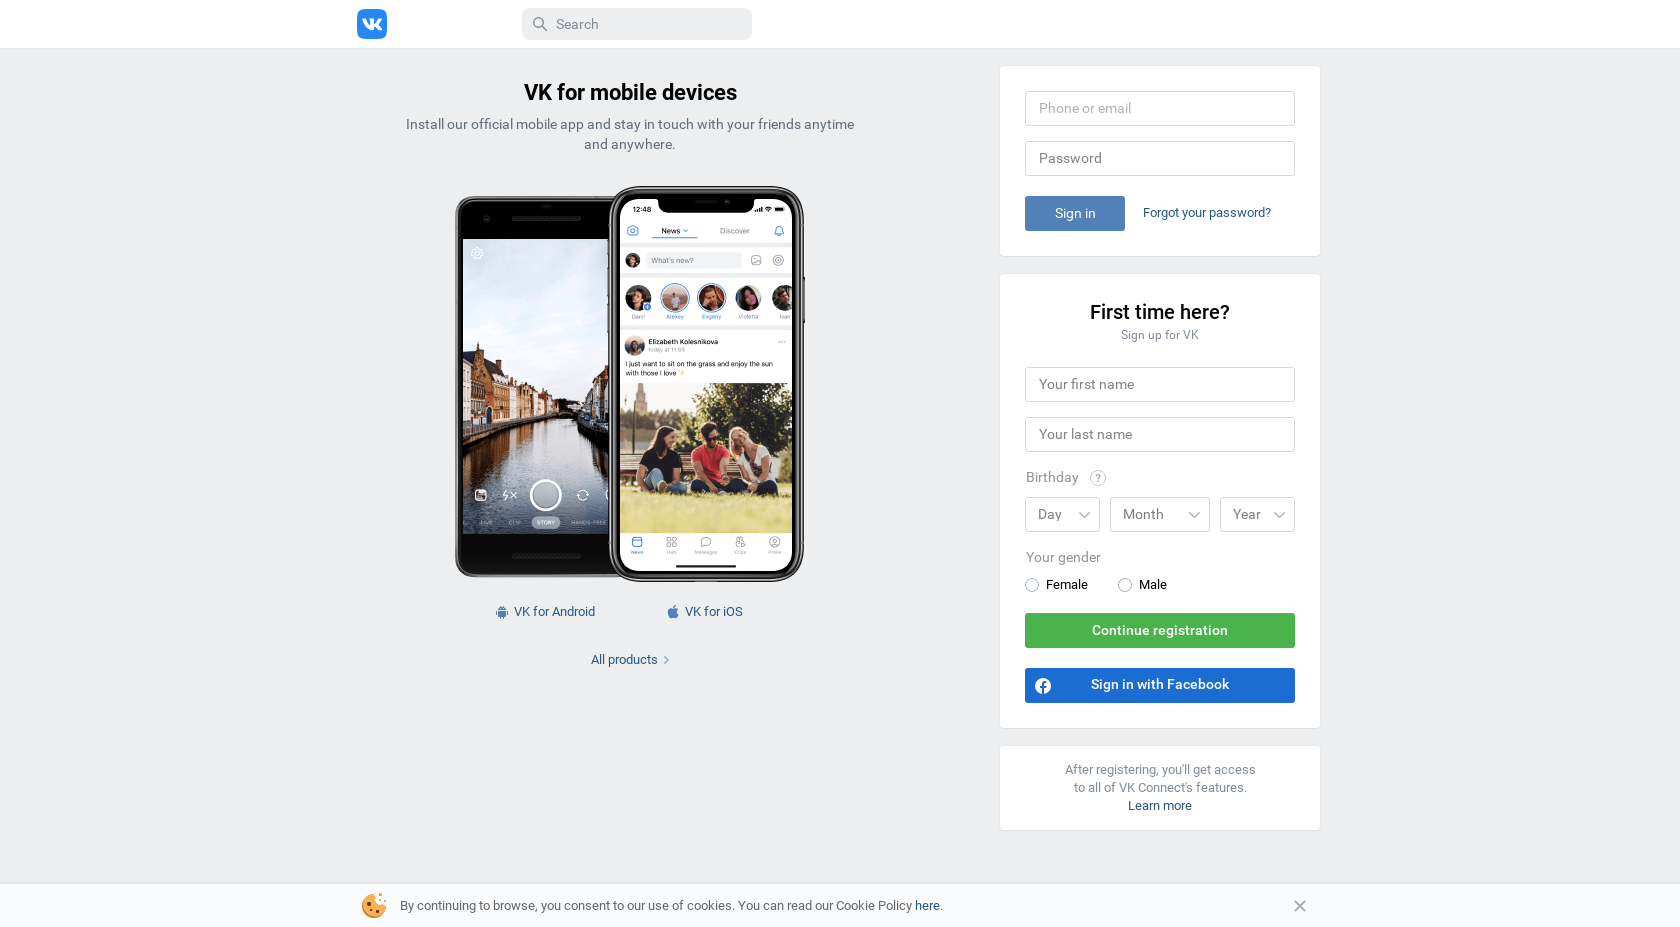 Search
VK for mobile devices
Install our official mobile app and stay in touch with your friends anytime
and anywhere.
12:48
News
Discover
What's new?
Danil
Alexey
Evgeny
Violetta
Ivan
Elizabeth Kolesnikova
today at 11:59
I just want to sit on the grass and enjoy the sun
with those I love ✨
LIVE
CLIP
STORY
HANDS-FREE
News
Hub
Messages
Clips
Profile
VK for Android
VK for iOS
All products
Phone or email
Password
Sign in
Forgot your password?
First time here?
Sign up for VK
Your first name
Your last name
Birthday ?
Day
Month
Year
Your gender
Female
Male
Continue registration
Sign in with Facebook
After registering, you'll get access
to all of VK Connect's features.
Learn more
By continuing to browse, you consent to our use of cookies. You can read our Cookie Policy here.